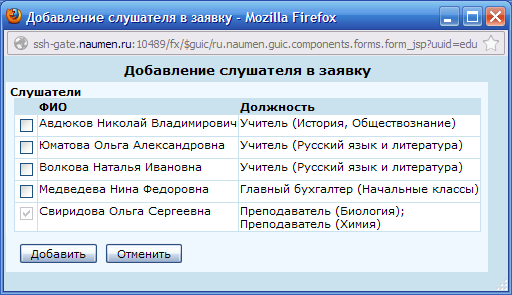 Добавление слушателя в заявку - Mozilla Firefox
ssh-gate.naumen.ru:10489/fx/$guic/ru.naumen.guic.components.forms.form_jsp?uuid=edu
Добавление слушателя в заявку
Слушатели
ФИО Должность
Авдюков Николай Владимирович Учитель (История, Обществознание)
Юматова Ольга Александровна Учитель (Русский язык и литература)
Волкова Наталья Ивановна Учитель (Русский язык и литература)
Медведева Нина Федоровна Главный бухгалтер (Начальные классы)
Свиридова Ольга Сергеевна Преподаватель (Биология);
Преподаватель (Химия)
Добавить Отменить